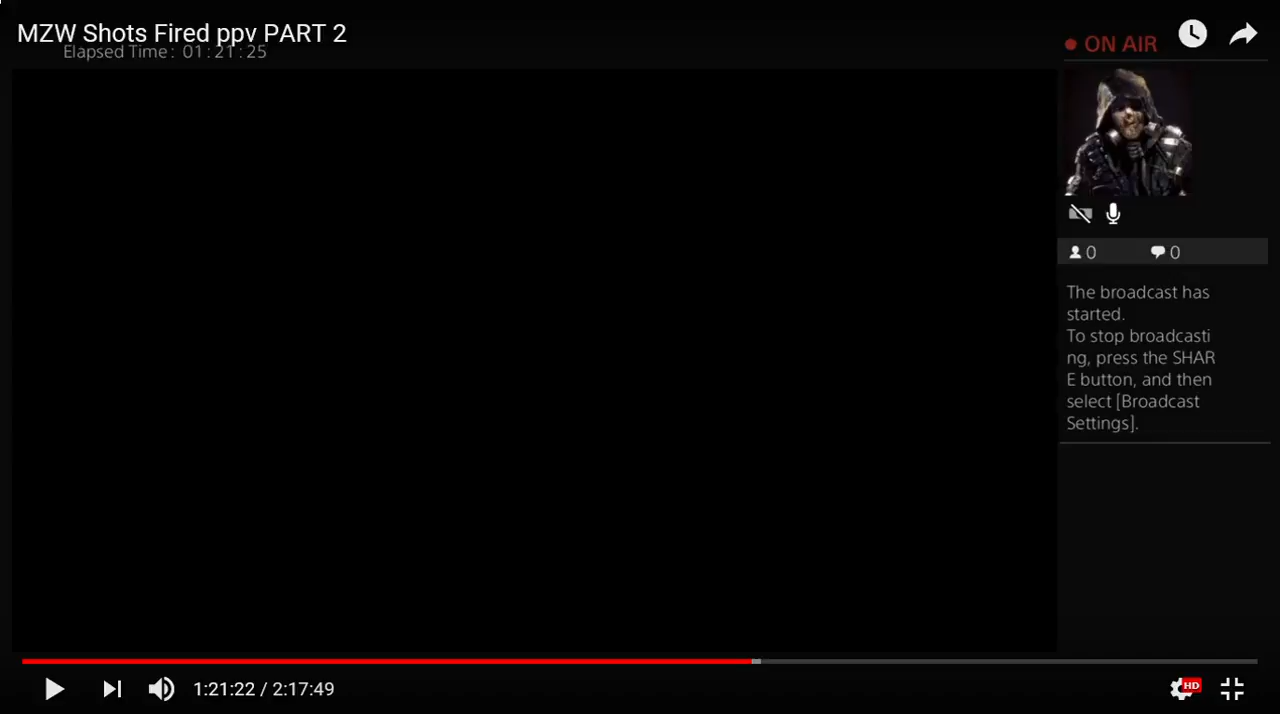 MZW Shots Fired ppv PART 2
Elapsed Time: 01:21:25
ON AIR
0 0
The broadcast has
started.
To stop broadcasti
ng, press the SHAR
E button, and then
select [Broadcast
Settings].
1:21:22 / 2:17:49
HD